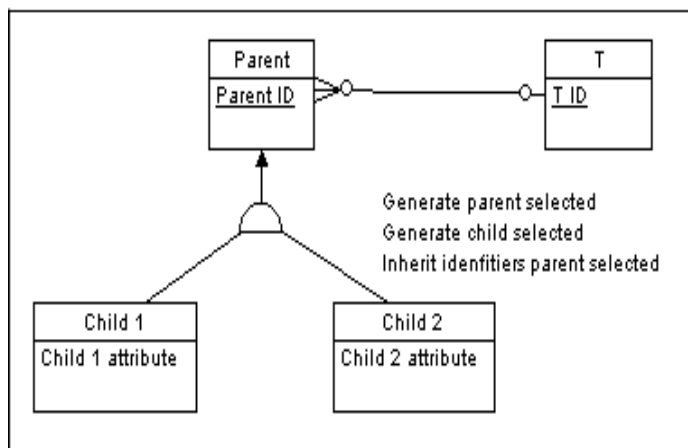 Parent
T
Parent ID
T ID
Generate parent selected
Generate child selected
Inherit idenfitiers parent selected
Child 1
Child 2
Child 1 attribute
Child 2 attribute